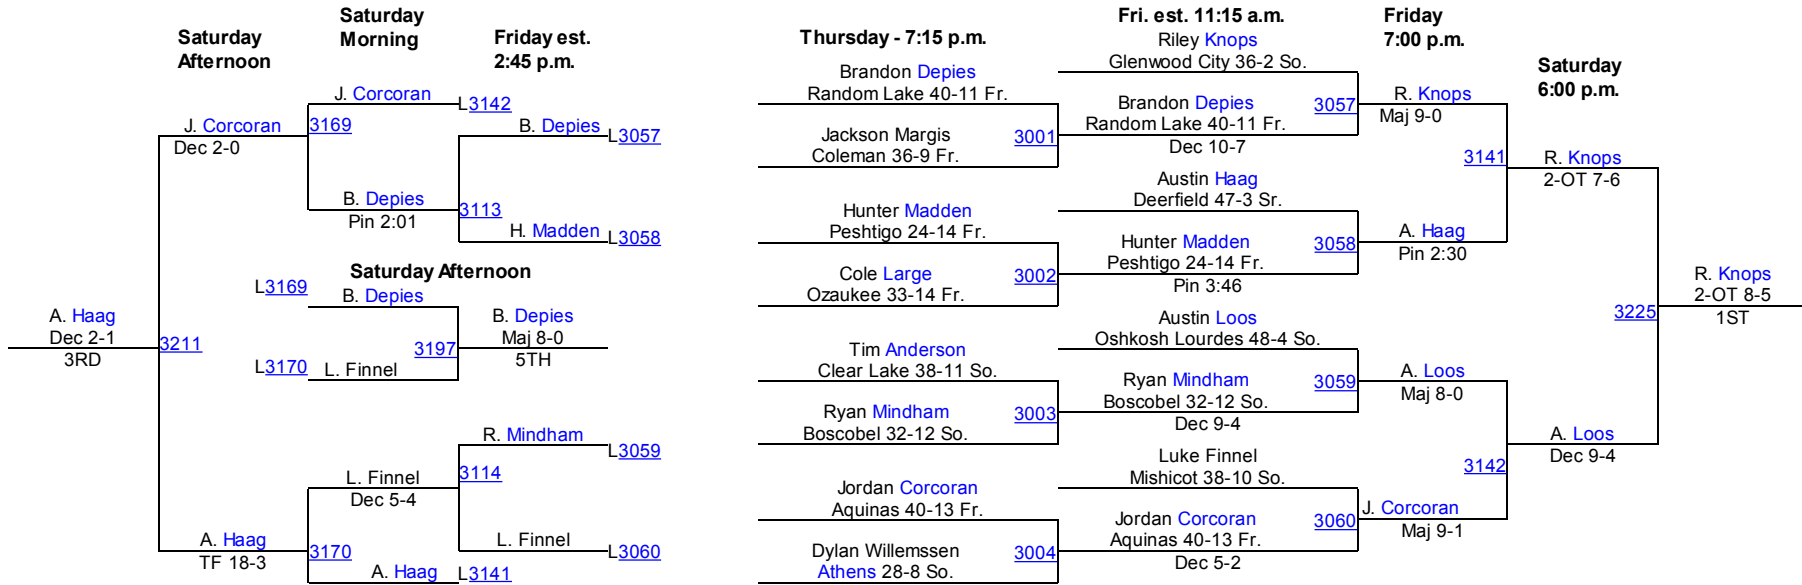 Saturday
Afternoon
Saturday
Morning
Friday est.
2:45 p.m.
J. Corcoran
L3142
J. Corcoran
3169
Dec 2-0
B. Depies
L3057
B. Depies
3113
Pin 2:01
H. Madden
L3058
Saturday Afternoon
L3169
B. Depies
A. Haag
Dec 2-1
3RD
3211
B. Depies
Maj 8-0
5TH
3197
L3170
L. Finnel
R. Mindham
L3059
L. Finnel
3114
Dec 5-4
A. Haag
TF 18-3
3170
L. Finnel
L3060
A. Haag
L3141
Thursday - 7:15 p.m.
Brandon Depies
Random Lake 40-11 Fr.
Jackson Margis
Coleman 36-9 Fr.
3001
Hunter Madden
Peshtigo 24-14 Fr.
Cole Large
Ozaukee 33-14 Fr.
3002
Tim Anderson
Clear Lake 38-11 So.
Ryan Mindham
Boscobel 32-12 So.
3003
Jordan Corcoran
Aquinas 40-13 Fr.
Dylan Willemssen
Athens 28-8 So.
3004
Fri. est. 11:15 a.m.
Riley Knops
Glenwood City 36-2 So.
Brandon Depies
Random Lake 40-11 Fr.
Dec 10-7
3057
Austin Haag
Deerfield 47-3 Sr.
Hunter Madden
Peshtigo 24-14 Fr.
Pin 3:46
3058
Austin Loos
Oshkosh Lourdes 48-4 So.
Ryan Mindham
Boscobel 32-12 So.
Dec 9-4
3059
Luke Finnel
Mishicot 38-10 So.
Jordan Corcoran
Aquinas 40-13 Fr.
Dec 5-2
3060
Friday
7:00 p.m.
R. Knops
Maj 9-0
3141
A. Haag
Pin 2:30
A. Loos
Maj 8-0
3142
J. Corcoran
Maj 9-1
Saturday
6:00 p.m.
R. Knops
2-OT 7-6
3225
A. Loos
Dec 9-4
R. Knops
2-OT 8-5
1ST